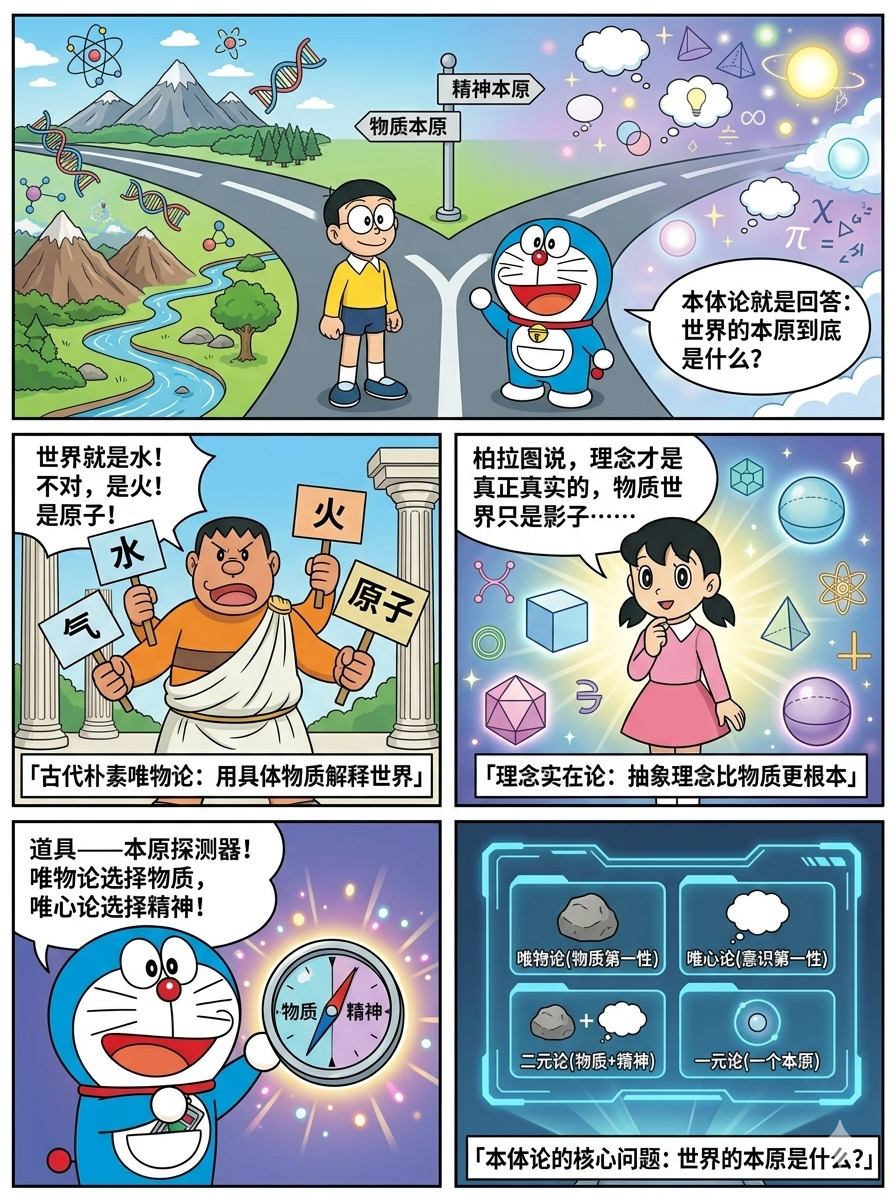 精神本原
物质本原
本体论就是回答：
世界的本原到底
是什么？
世界就是水！
不对，是火！
是原子！
水
火
气
原子
「古代朴素唯物论：用具体物质解释世界」
柏拉图说，理念才是
真正真实的，物质世
界只是影子……
「理念实在论：抽象理念比物质更根本」
道具——本原探测器！
唯物论选择物质，
唯心论选择精神！
物质
精神
唯物论(物质第一性)
唯心论(意识第一性)
二元论(物质+精神)
一元论(一个本原)
「本体论的核心问题：世界的本原是什么？」